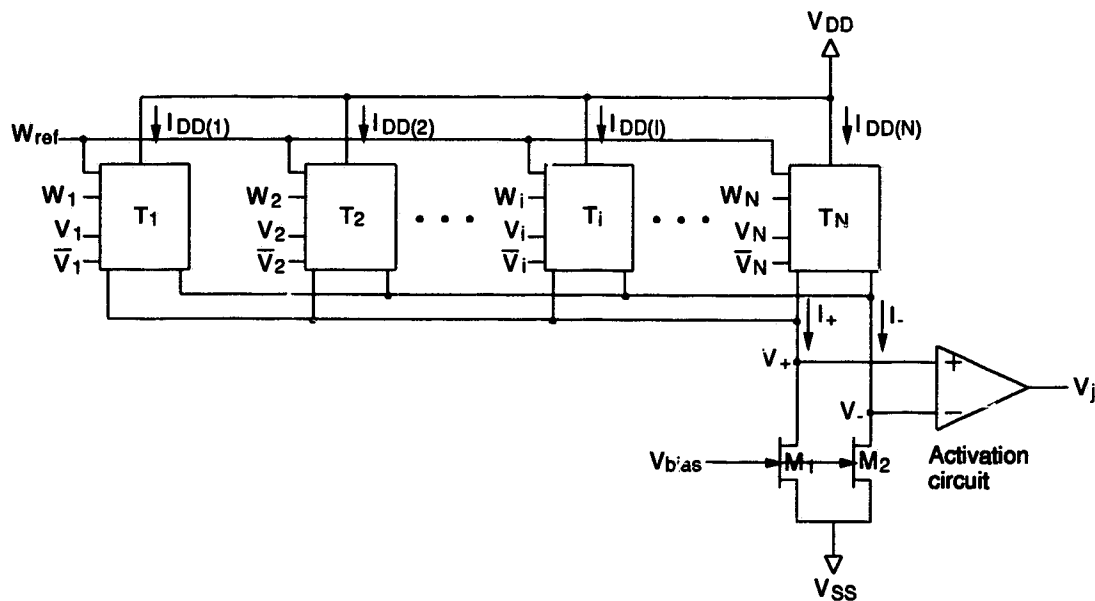 VDD
IDD(1) IDD(2) IDD(I) IDD(N)
Wref
W1 W2 Wi WN
T1 T2 • • • Ti • • • TN
V1 V2 Vi VN
V̅1 V̅2 V̅i V̅N
I+ I-
V+
Vj
V-
Vbias M1 M2 Activation
circuit
VSS